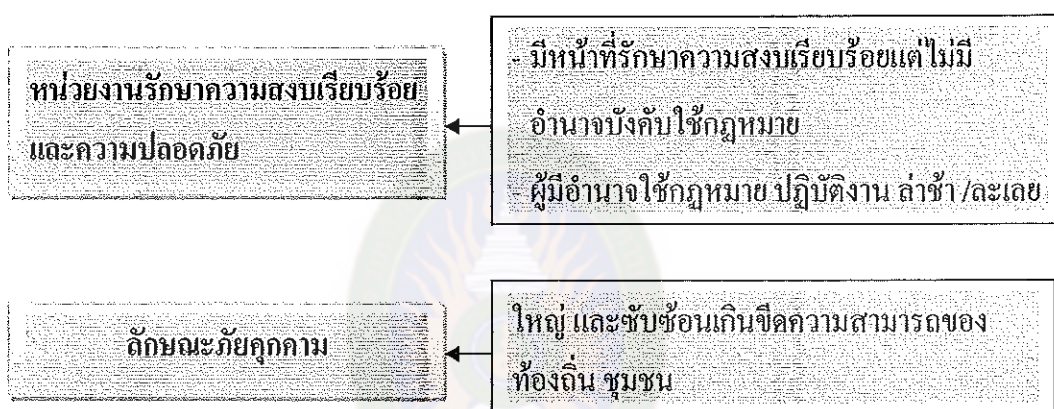 หน่วยงานรักษาความสงบเรียบร้อย
และความปลอดภัย
- มีหน้าที่รักษาความสงบเรียบร้อยแต่ไม่มี
อำนาจบังคับใช้กฎหมาย
- ผู้มีอำนาจใช้กฎหมาย ปฏิบัติงาน ล่าช้า /ละเลย
ลักษณะภัยคุกคาม
ใหญ่ และซับซ้อนเกินขีดความสามารถของ
ท้องถิ่น ชุมชน